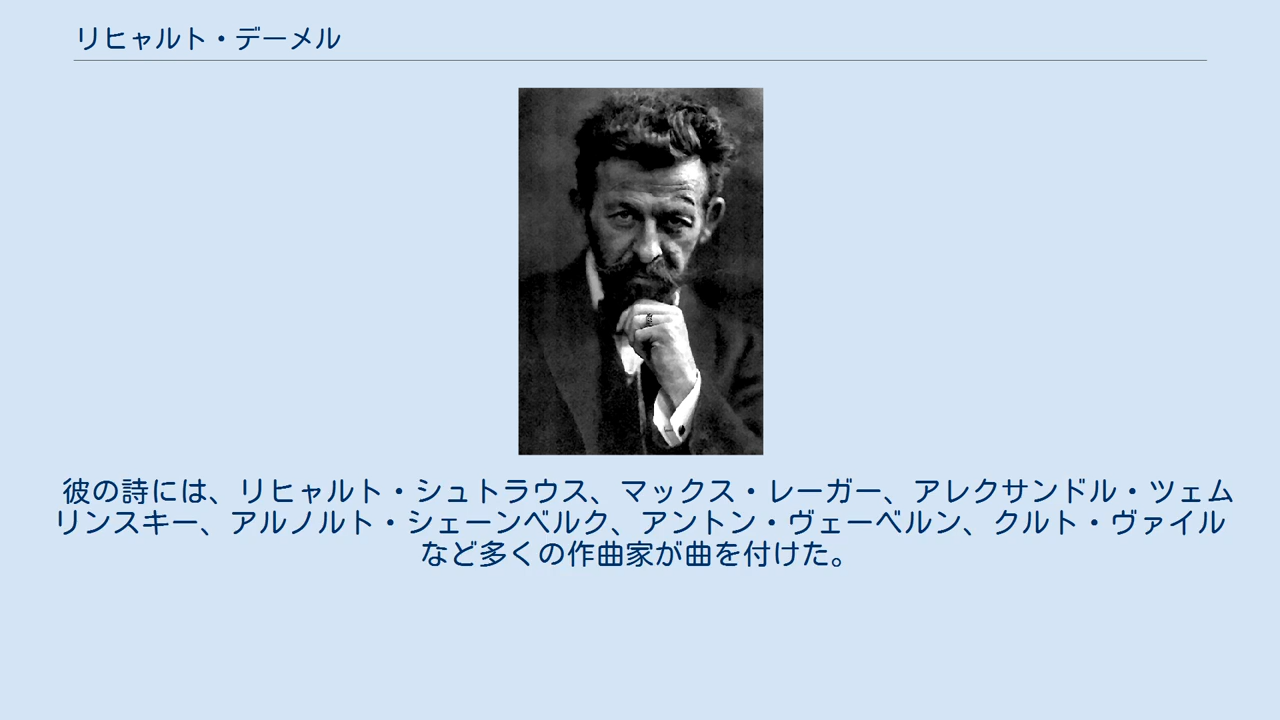 リヒャルト・デーメル
彼の詩には、リヒャルト・シュトラウス、マックス・レーガー、アレクサンドル・ツェム
リンスキー、アルノルト・シェーンベルク、アントン・ヴェーベルン、クルト・ヴァイル
など多くの作曲家が曲を付けた。